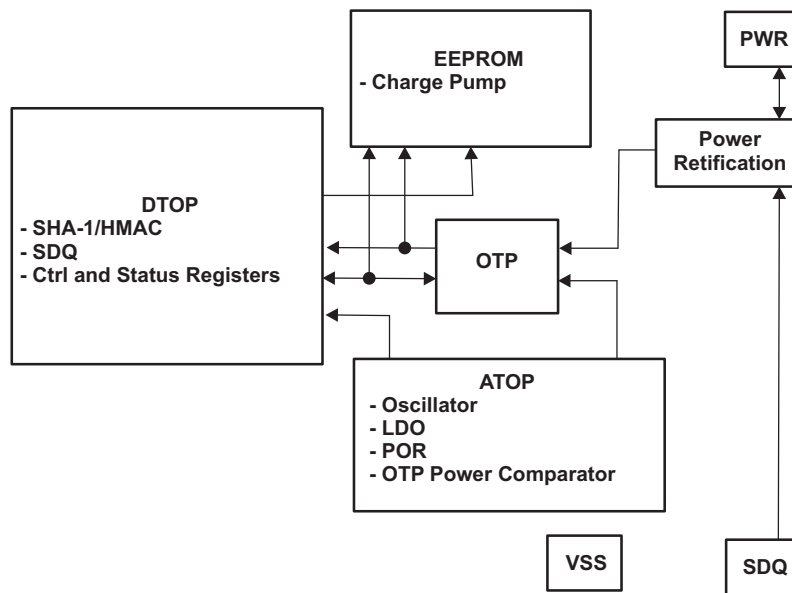 EEPROM
- Charge Pump
PWR
Power
Retification
DTOP
- SHA-1/HMAC
- SDQ
- Ctrl and Status Registers
OTP
ATOP
- Oscillator
- LDO
- POR
- OTP Power Comparator
VSS
SDQ